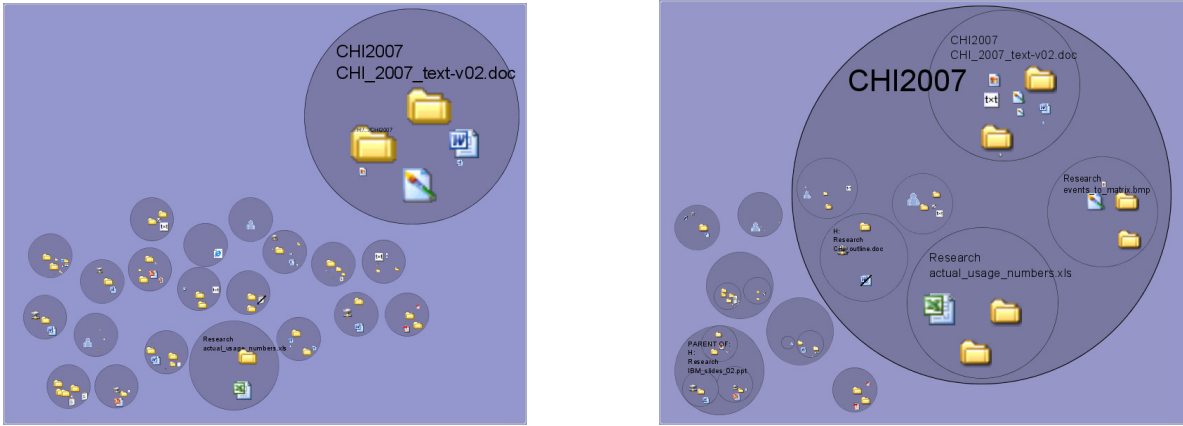 CHI2007
CHI_2007_text-v02.doc
Research
actual_usage_numbers.xls
CHI2007
CHI_2007_text-v02.doc
CHI2007
txt
Research
events_to_matrix.bmp
H:
Research
Research
actual_usage_numbers.xls
PARENT OF:
H:
Research
IBM_slides_02.ppt